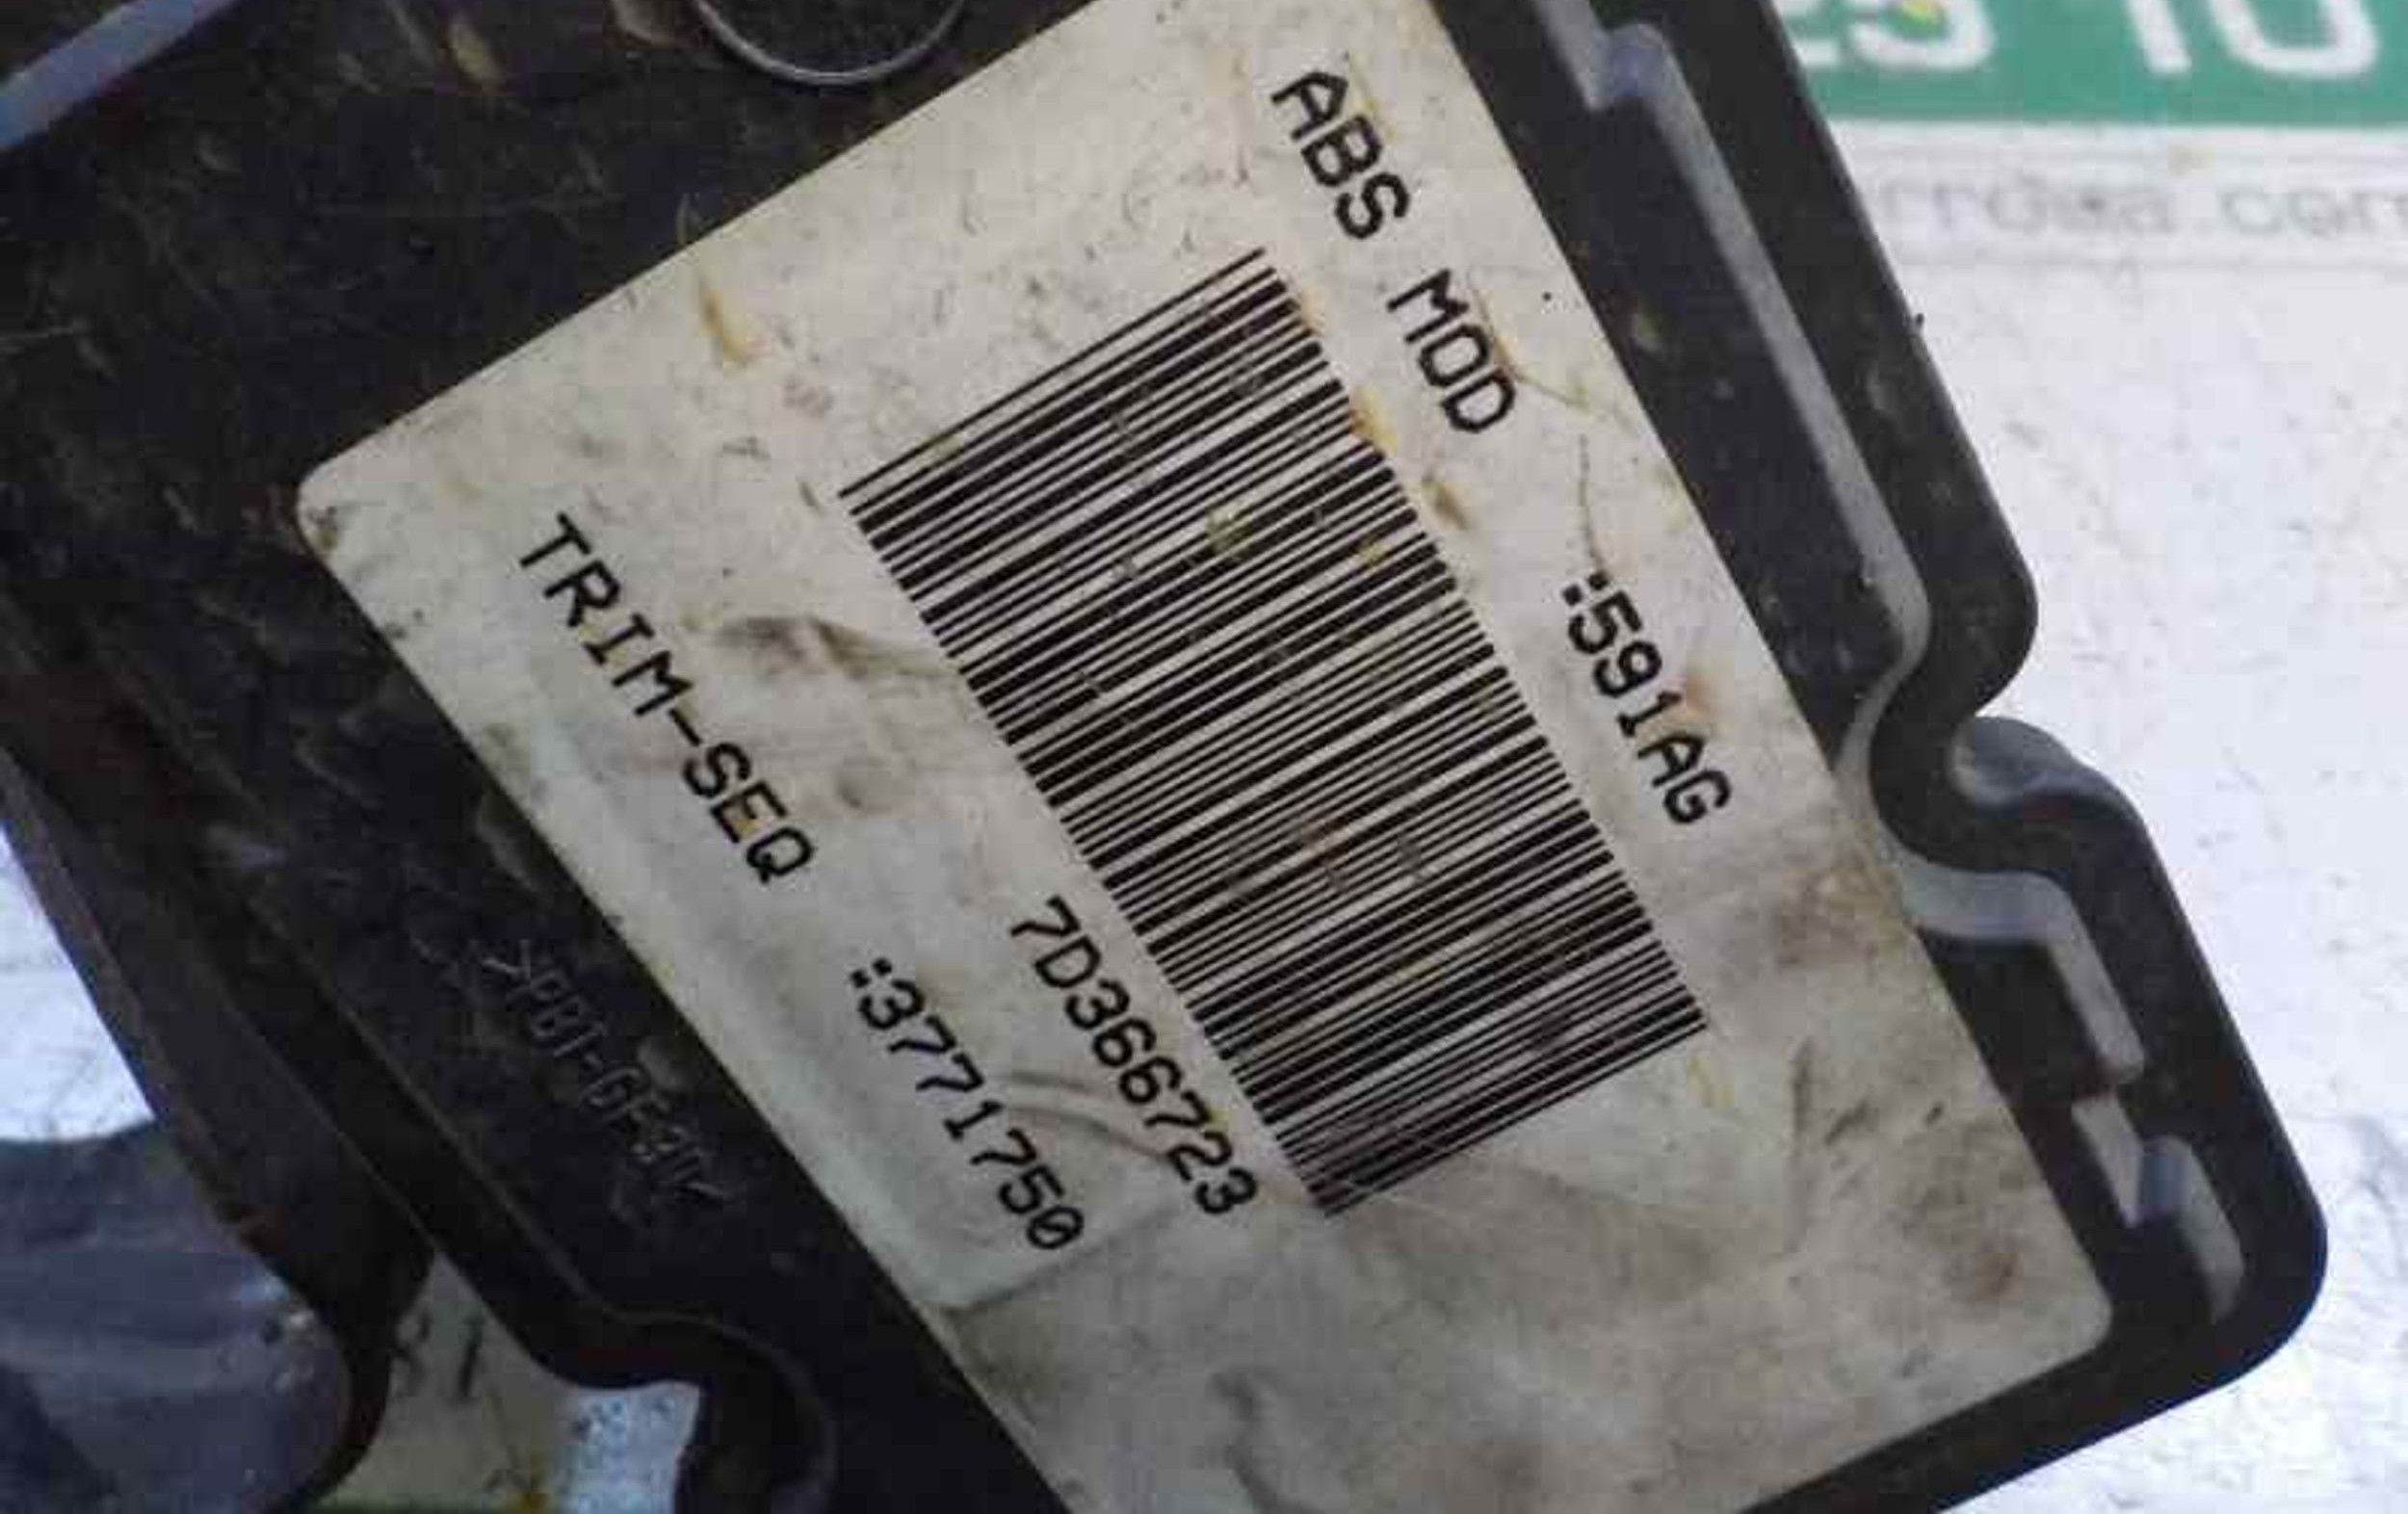 ABS MOD :591AG
7D366723
TRIM-SEQ :3771750